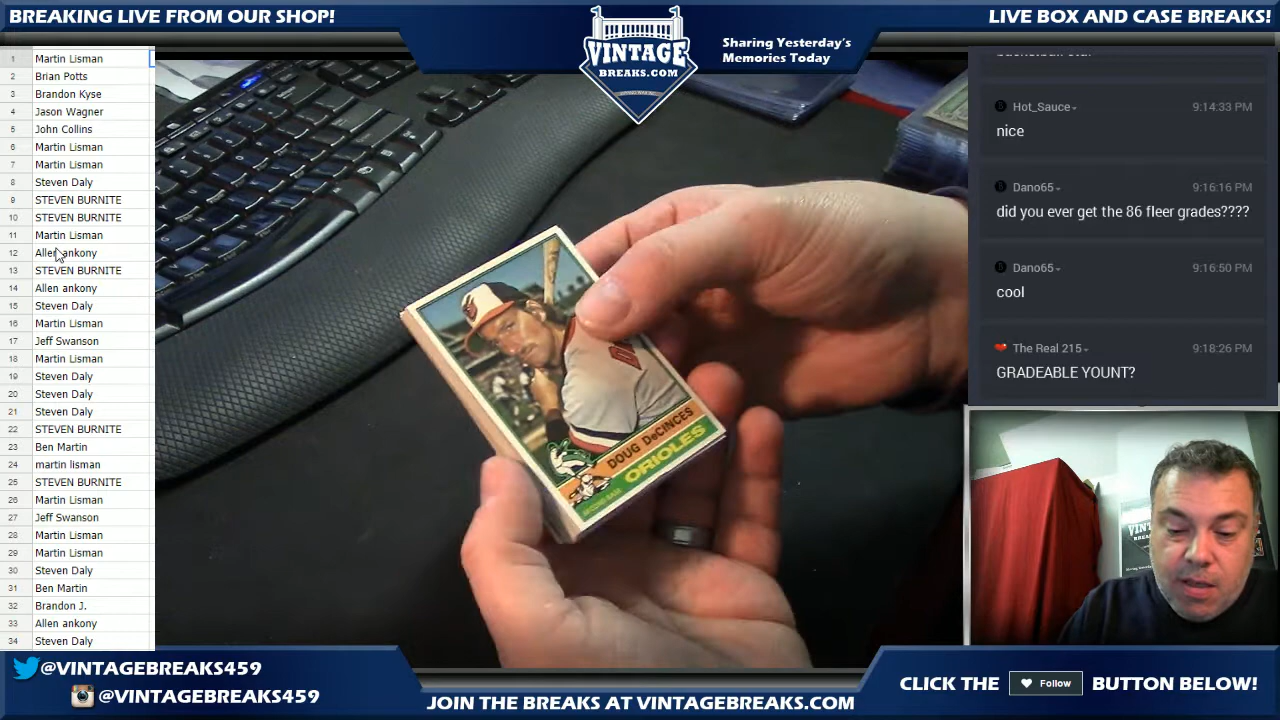 BREAKING LIVE FROM OUR SHOP!
VINTAGE
BREAKS.COM
Sharing Yesterday's
Memories Today
LIVE BOX AND CASE BREAKS!
1 Martin Lisman
2 Brian Potts
3 Brandon Kyse
4 Jason Wagner
5 John Collins
6 Martin Lisman
7 Martin Lisman
8 Steven Daly
9 STEVEN BURNITE
10 STEVEN BURNITE
11 Martin Lisman
12 Allen ankony
13 STEVEN BURNITE
14 Allen ankony
15 Steven Daly
16 Martin Lisman
17 Jeff Swanson
18 Martin Lisman
19 Steven Daly
20 Steven Daly
21 Steven Daly
22 STEVEN BURNITE
23 Ben Martin
24 martin lisman
25 STEVEN BURNITE
26 Martin Lisman
27 Jeff Swanson
28 Martin Lisman
29 Martin Lisman
30 Steven Daly
31 Ben Martin
32 Brandon J.
33 Allen ankony
34 Steven Daly
DOUG DeCINCES
SECOND BASE ORIOLES
Hot_Sauce 9:14:33 PM
nice
Dano65 9:16:16 PM
did you ever get the 86 fleer grades????
Dano65 9:16:50 PM
cool
The Real 215 9:18:26 PM
GRADEABLE YOUNT?
@VINTAGEBREAKS459
@VINTAGEBREAKS459
JOIN THE BREAKS AT VINTAGEBREAKS.COM
CLICK THE Follow BUTTON BELOW!